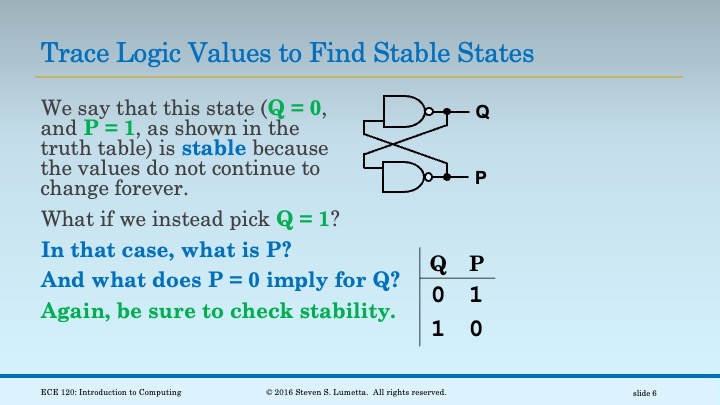 Trace Logic Values to Find Stable States
We say that this state (Q = 0,
and P = 1, as shown in the
truth table) is stable because
the values do not continue to
change forever.
What if we instead pick Q = 1?
In that case, what is P?
And what does P = 0 imply for Q?
Again, be sure to check stability.
Q
P
Q P
0 1
1 0
ECE 120: Introduction to Computing
© 2016 Steven S. Lumetta. All rights reserved.
slide 6